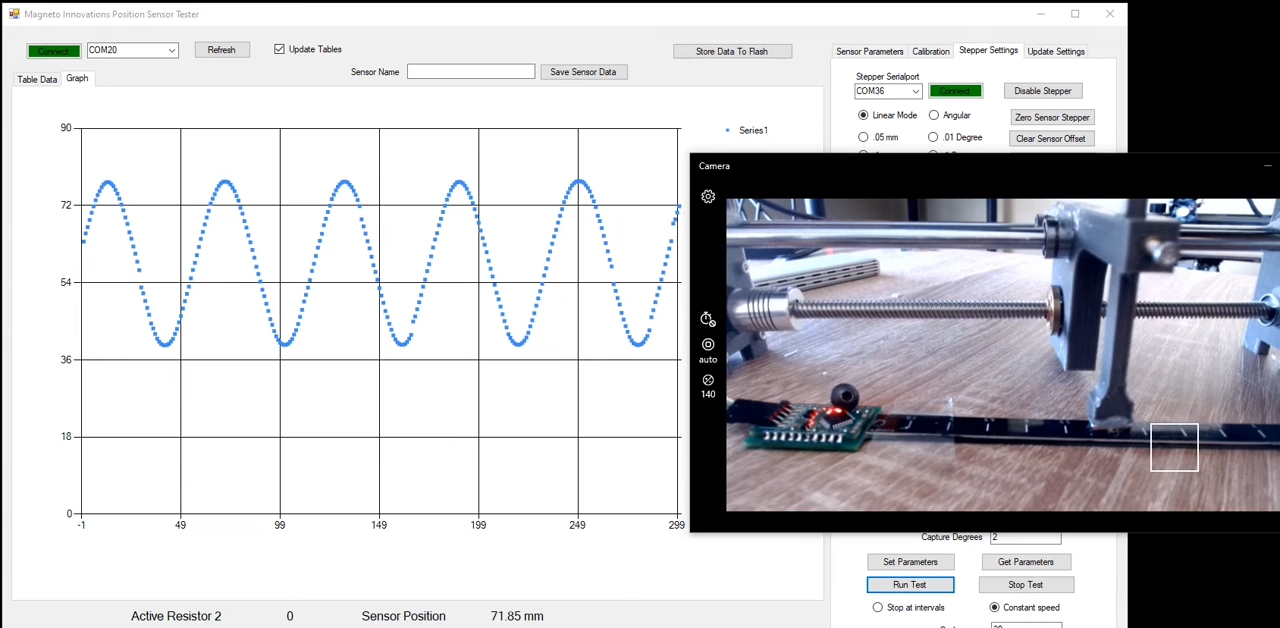 Magneto Innovations Position Sensor Tester
Connect COM20 Refresh Update Tables Store Data To Flash
Sensor Name Save Sensor Data
Table Data Graph
Sensor Parameters Calibration Stepper Settings Update Settings
Stepper Serialport
COM36 Connect Disable Stepper
Linear Mode Angular Zero Sensor Stepper
.05 mm .01 Degree Clear Sensor Offset
90
72
54
36
18
0
-1 49 99 149 199 249 299
Series1
Camera
auto
140
Capture Degrees 2
Set Parameters Get Parameters
Run Test Stop Test
Stop at intervals Constant speed
Active Resistor 2 0 Sensor Position 71.85 mm